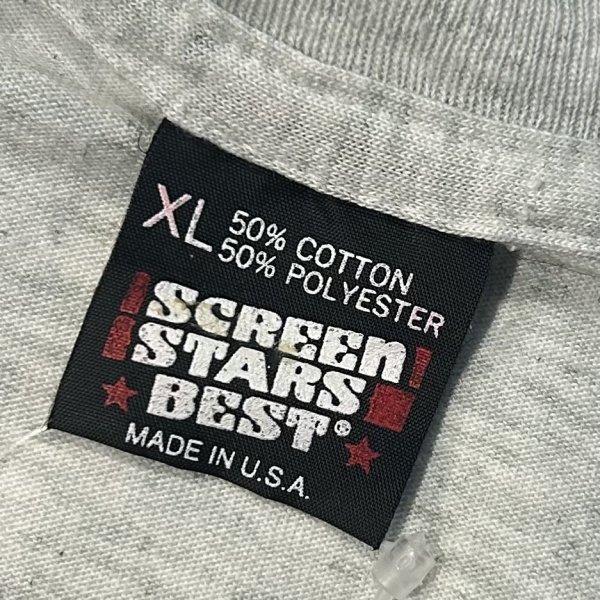 XL 50% COTTON
50% POLYESTER
SCREEN
STARS
BEST®
MADE IN U.S.A.